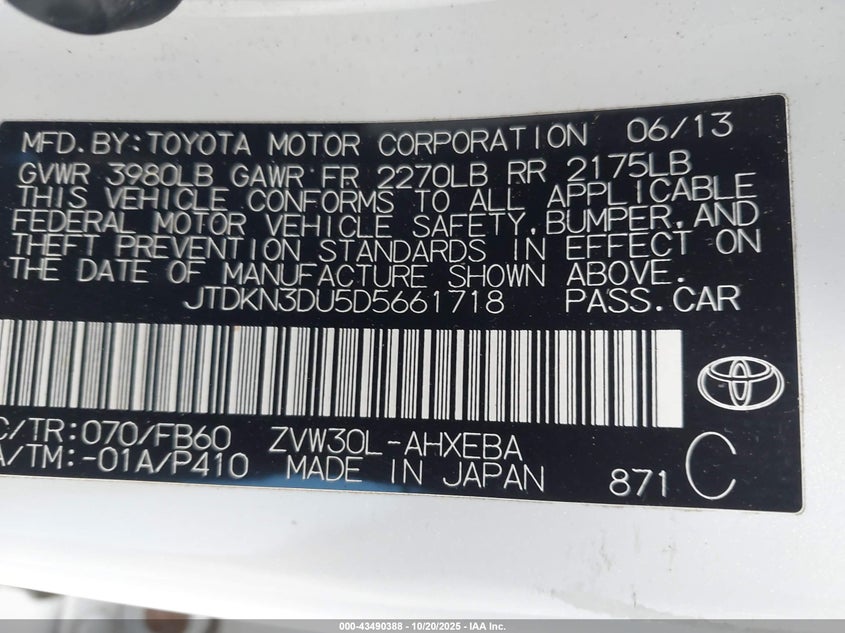 MFD.BY:TOYOTA MOTOR CORPORATION 06/13
GVWR 3980LB GAWR FR 2270LB RR 2175LB
THIS VEHICLE CONFORMS TO ALL APPLICABLE
FEDERAL MOTOR VEHICLE SAFETY,BUMPER,AND
THEFT PREVENTION STANDARDS IN EFFECT ON
THE DATE OF MANUFACTURE SHOWN ABOVE.
JTDKN3DU5D5661718 PASS.CAR
C/TR:070/FB60 ZVW30L-AHXEBA
A/TM:-01A/P410 MADE IN JAPAN 871 C
000-43490388 - 10/20/2025 - IAA Inc.